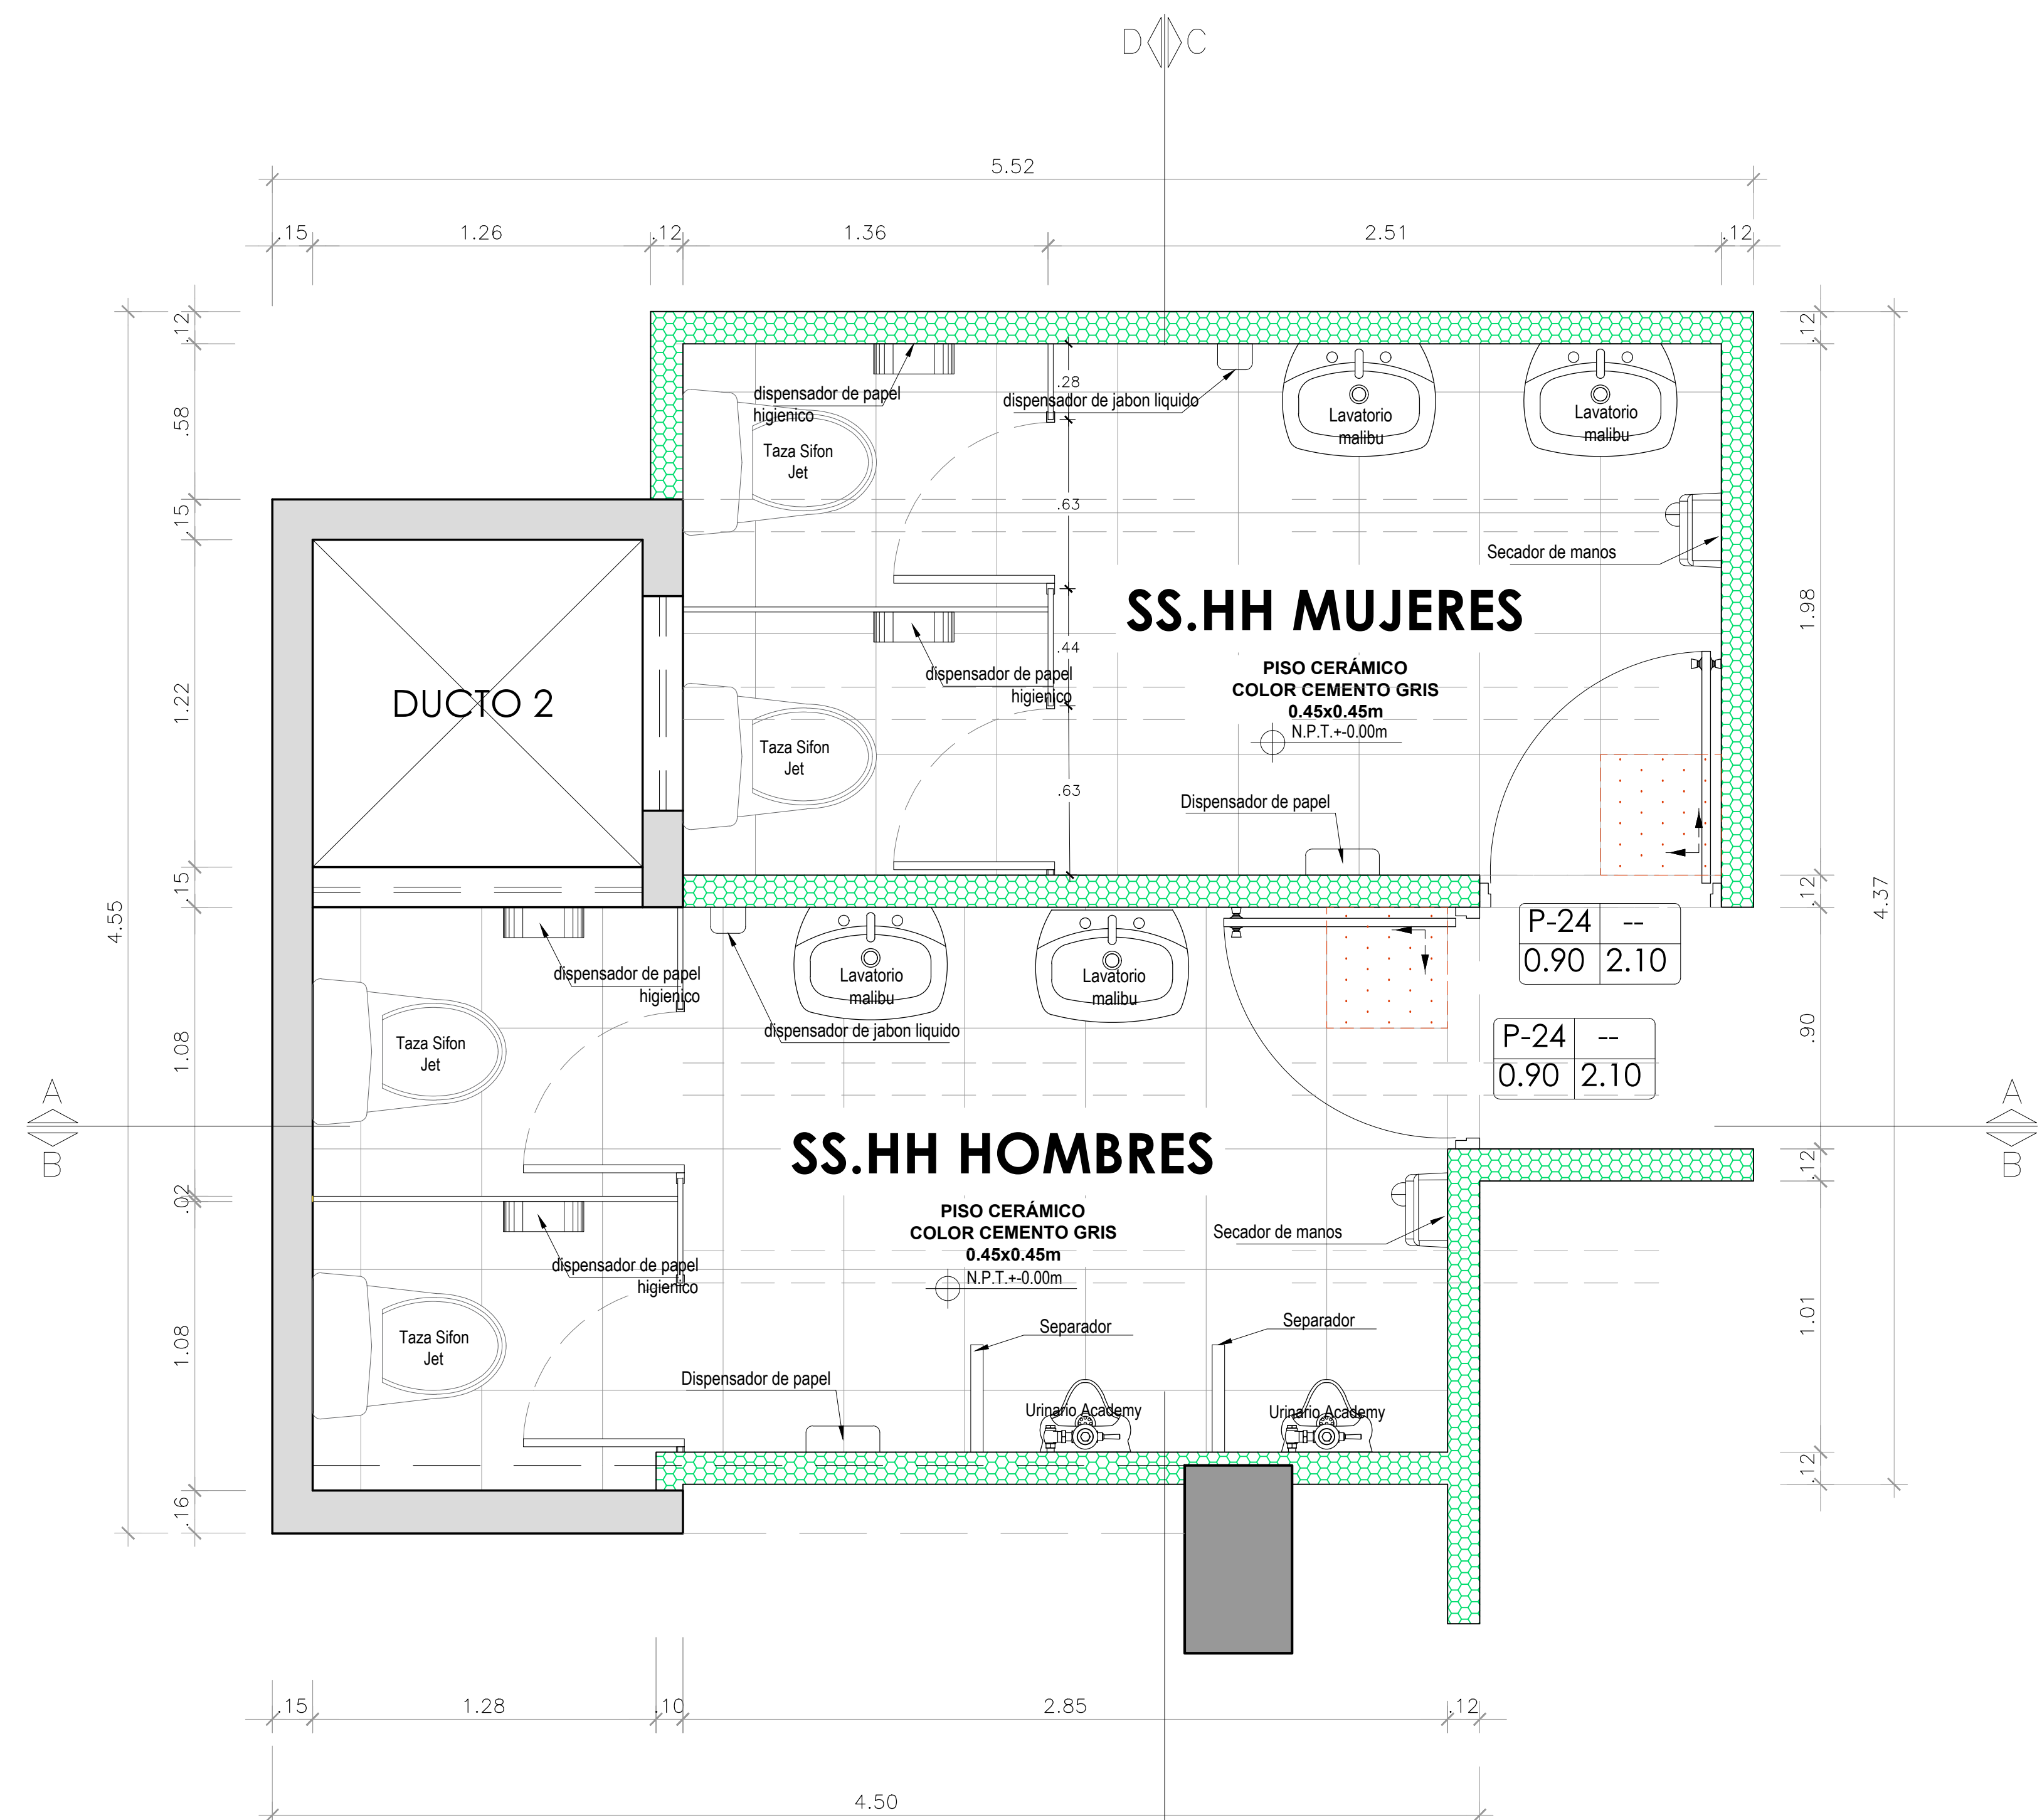 D C
5.52
.15 1.26 .12 1.36 2.51 .12
.12
.58
.15
1.22
.15
4.55
1.08
.02
1.08
.16
.12
1.98
.12
4.37
.90
.12
1.01
.12
.28
.63
.44
.63
dispensador de papel
higienico
dispensador de jabon liquido
Lavatorio
malibu
Lavatorio
malibu
Taza Sifon
Jet
Secador de manos
SS.HH MUJERES
PISO CERÁMICO
COLOR CEMENTO GRIS
0.45x0.45m
N.P.T.+-0.00m
dispensador de papel
higienico
DUCTO 2
Taza Sifon
Jet
Dispensador de papel
P-24 --
0.90 2.10
P-24 --
0.90 2.10
dispensador de papel
higienico
Lavatorio
malibu
Lavatorio
malibu
dispensador de jabon liquido
Taza Sifon
Jet
A
B
A
B
SS.HH HOMBRES
PISO CERÁMICO
COLOR CEMENTO GRIS
0.45x0.45m
N.P.T.+-0.00m
Secador de manos
dispensador de papel
higienico
Taza Sifon
Jet
Separador
Separador
Dispensador de papel
Urinario Academy
Urinario Academy
.15 1.28 .10 2.85 .12
4.50